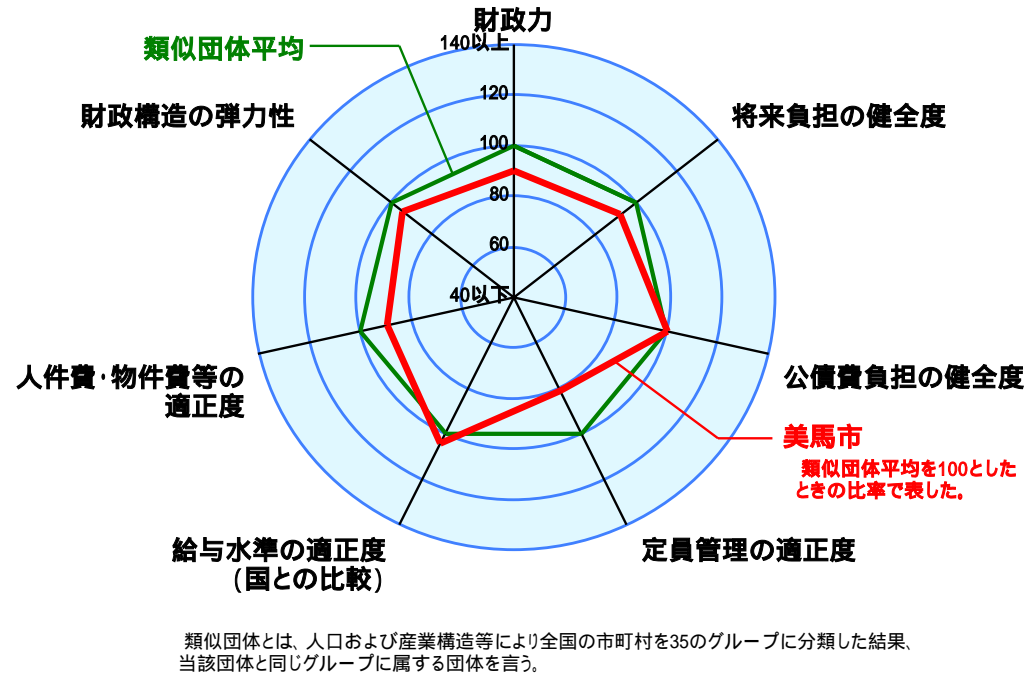 財政力
140以上
類似団体平均
120
財政構造の弾力性
将来負担の健全度
100
80
60
40以下
人件費・物件費等の
適正度
公債費負担の健全度
美馬市
類似団体平均を100とした
ときの比率で表した。
給与水準の適正度
(国との比較)
定員管理の適正度
類似団体とは、人口および産業構造等により全国の市町村を35のグループに分類した結果、
当該団体と同じグループに属する団体を言う。